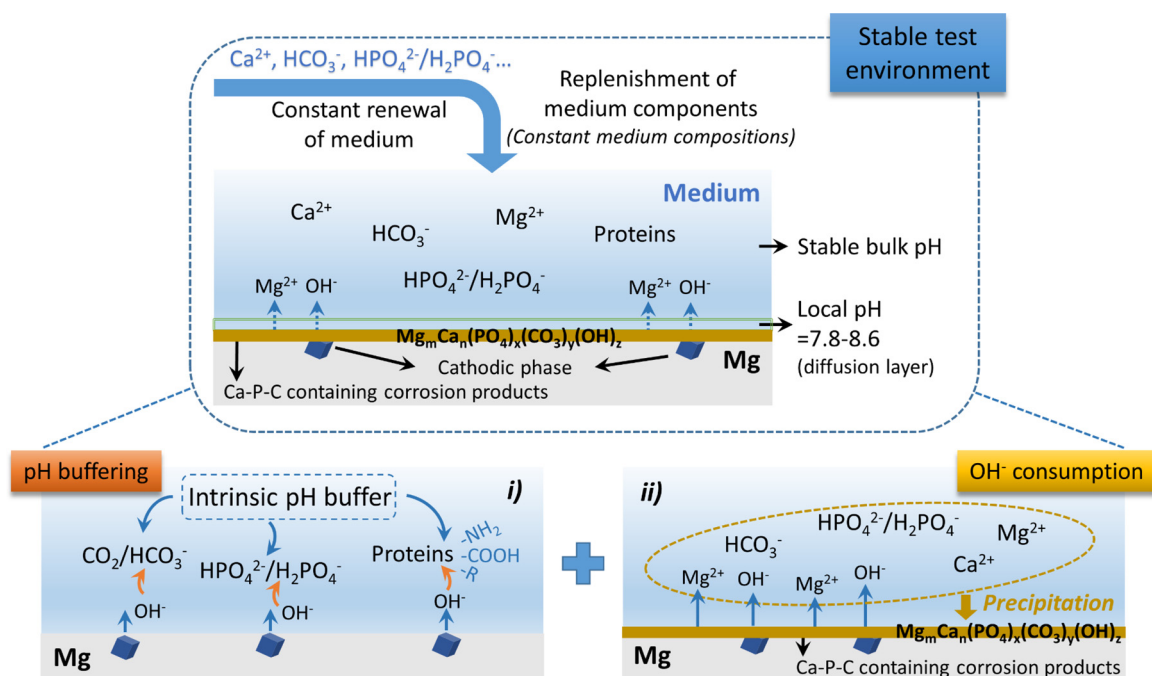 Stable test
environment
Ca²⁺, HCO₃⁻, HPO₄²⁻/H₂PO₄⁻...
Constant renewal
of medium
Replenishment of
medium components
(Constant medium compositions)
Medium
Ca²⁺
Mg²⁺
HCO₃⁻
Proteins
Stable bulk pH
HPO₄²⁻/H₂PO₄⁻
Mg²⁺ OH⁻
Mg²⁺ OH⁻
Local pH
=7.8-8.6
(diffusion layer)
MgₘCaₙ(PO₄)ₓ(CO₃)ᵧ(OH)z
Mg
Cathodic phase
Ca-P-C containing corrosion products
pH buffering
Intrinsic pH buffer
i)
CO₂/HCO₃⁻
HPO₄²⁻/H₂PO₄⁻
Proteins
-NH₂
-COOH
-R
OH⁻
OH⁻
OH⁻
Mg
ii)
OH⁻ consumption
HPO₄²⁻/H₂PO₄⁻
Mg²⁺
HCO₃⁻
Ca²⁺
Mg²⁺
OH⁻
Mg²⁺
OH⁻
Precipitation
MgₘCaₙ(PO₄)ₓ(CO₃)ᵧ(OH)z
Mg
Ca-P-C containing corrosion products